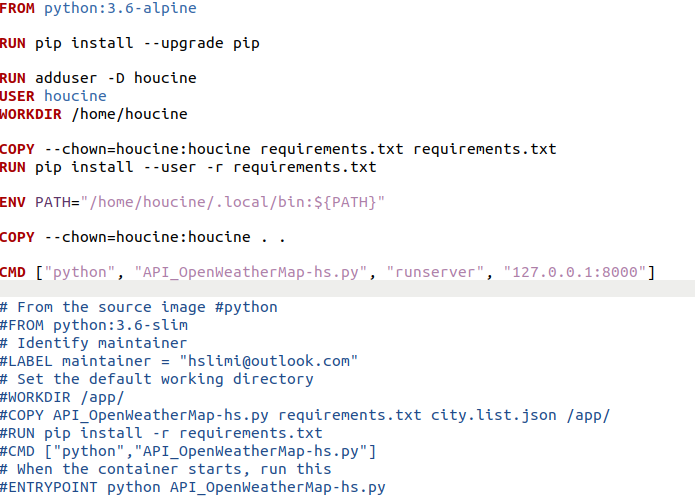 FROM python:3.6-alpine
RUN pip install --upgrade pip
RUN adduser -D houcine
USER houcine
WORKDIR /home/houcine
COPY --chown=houcine:houcine requirements.txt requirements.txt
RUN pip install --user -r requirements.txt
ENV PATH="/home/houcine/.local/bin:${PATH}"
COPY --chown=houcine:houcine . .
CMD ["python", "API_OpenWeatherMap-hs.py", "runserver", "127.0.0.1:8000"]
# From the source image #python
#FROM python:3.6-slim
# Identify maintainer
#LABEL maintainer = "hslimi@outlook.com"
# Set the default working directory
#WORKDIR /app/
#COPY API_OpenWeatherMap-hs.py requirements.txt city.list.json /app/
#RUN pip install -r requirements.txt
#CMD ["python","API_OpenWeatherMap-hs.py"]
# When the container starts, run this
#ENTRYPOINT python API_OpenWeatherMap-hs.py